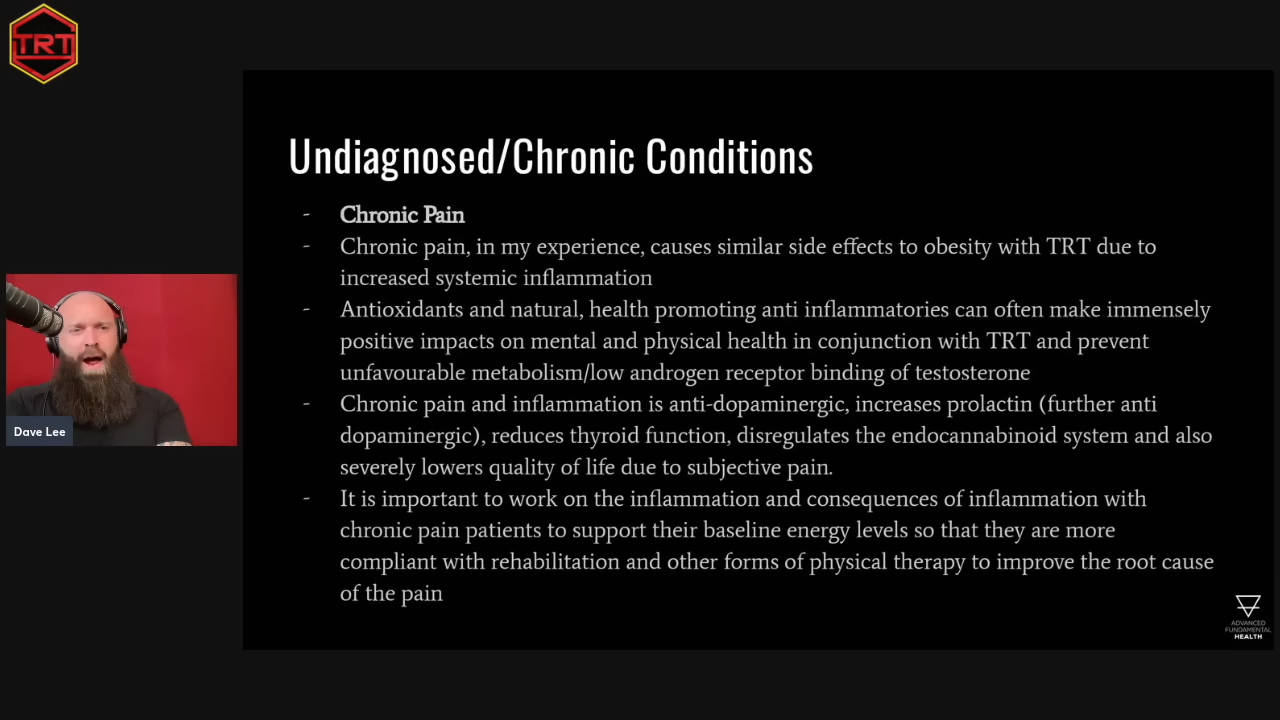 TRT
Undiagnosed/Chronic Conditions
- Chronic Pain
- Chronic pain, in my experience, causes similar side effects to obesity with TRT due to
increased systemic inflammation
- Antioxidants and natural, health promoting anti inflammatories can often make immensely
positive impacts on mental and physical health in conjunction with TRT and prevent
unfavourable metabolism/low androgen receptor binding of testosterone
- Chronic pain and inflammation is anti-dopaminergic, increases prolactin (further anti
dopaminergic), reduces thyroid function, disregulates the endocannabinoid system and also
severely lowers quality of life due to subjective pain.
- It is important to work on the inflammation and consequences of inflammation with
chronic pain patients to support their baseline energy levels so that they are more
compliant with rehabilitation and other forms of physical therapy to improve the root cause
of the pain
Dave Lee
ADVANCED
FUNDAMENTAL
HEALTH